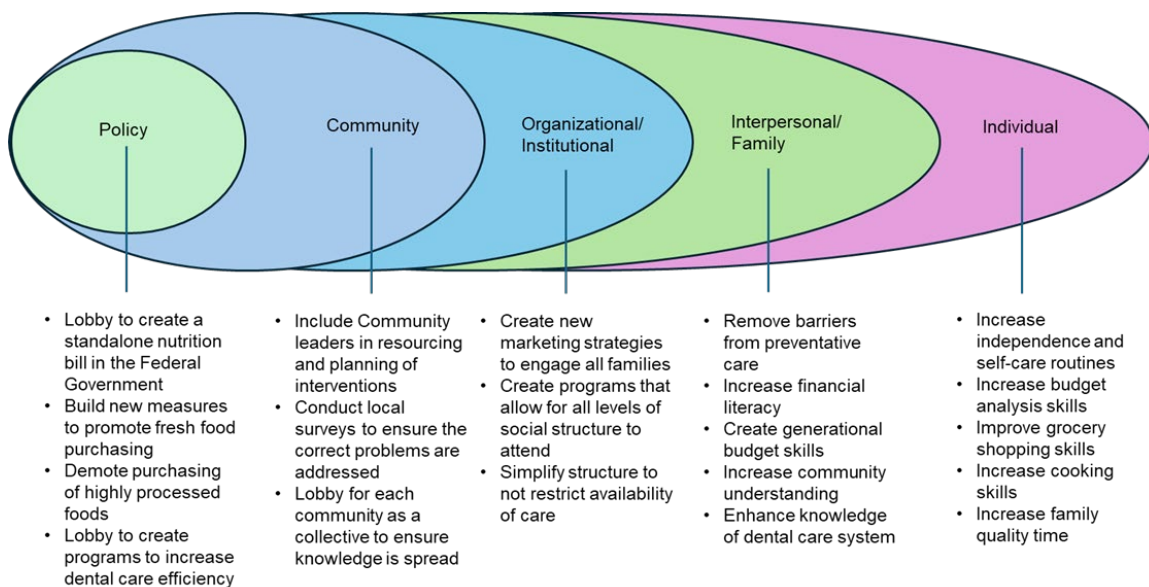 Policy
Community
Organizational/
Institutional
Interpersonal/
Family
Individual
• Lobby to create a
standalone nutrition
bill in the Federal
Government
• Build new measures
to promote fresh food
purchasing
• Demote purchasing
of highly processed
foods
• Lobby to create
programs to increase
dental care efficiency
• Include Community
leaders in resourcing
and planning of
interventions
• Conduct local
surveys to ensure the
correct problems are
addressed
• Lobby for each
community as a
collective to ensure
knowledge is spread
• Create new
marketing strategies
to engage all families
• Create programs that
allow for all levels of
social structure to
attend
• Simplify structure to
not restrict availability
of care
• Remove barriers
from preventative
care
• Increase financial
literacy
• Create generational
budget skills
• Increase community
understanding
• Enhance knowledge
of dental care system
• Increase
independence and
self-care routines
• Increase budget
analysis skills
• Improve grocery
shopping skills
• Increase cooking
skills
• Increase family
quality time